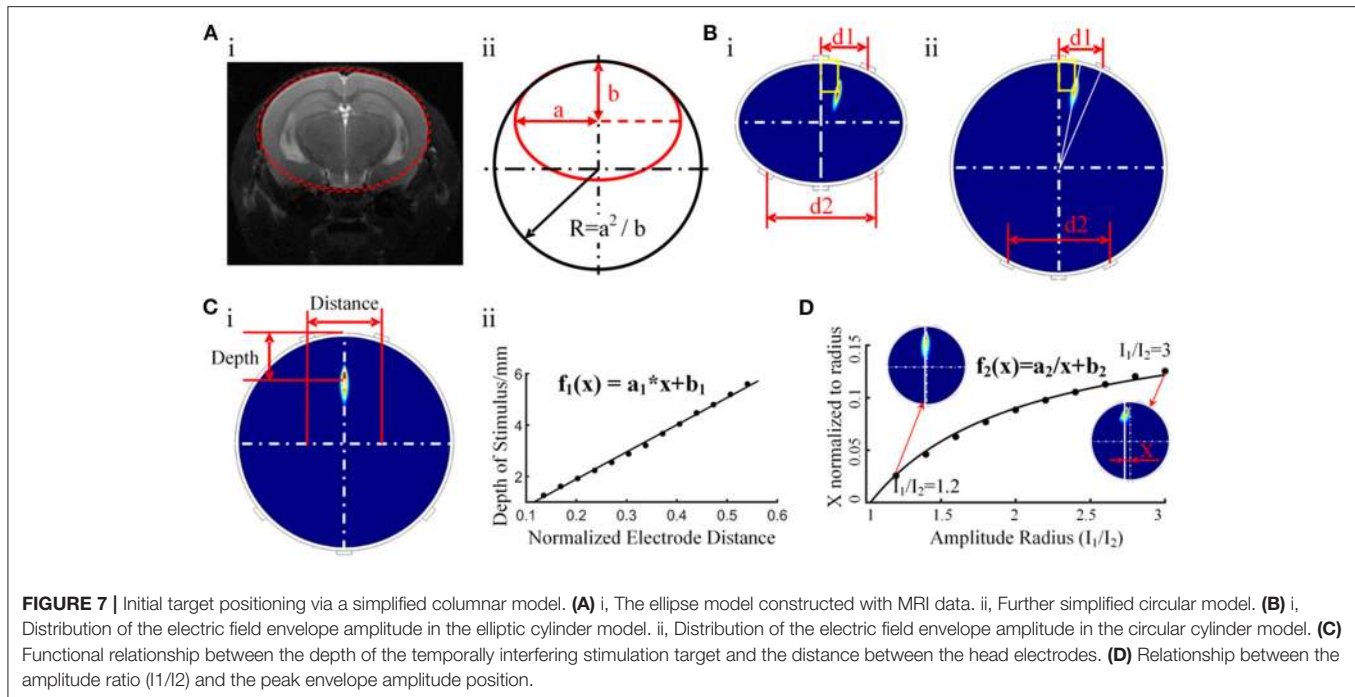 A
i
ii
a
b
R=a² / b
B
i
d1
d2
ii
d1
d2
C
i
Distance
Depth
ii
f₁(x) = a₁*x+b₁
Depth of Stimulus/mm
6
4
2
0.1 0.2 0.3 0.4 0.5 0.6
Normalized Electrode Distance
D
X normalized to radius
0.15
0.1
0.05
0
f₂(x)=a₂/x+b₂
I₁/I₂=3
X
I₁/I₂=1.2
1 1.5 2 2.5 3
Amplitude Radius (I₁/I₂)
FIGURE 7 | Initial target positioning via a simplified columnar model. (A) i, The ellipse model constructed with MRI data. ii, Further simplified circular model. (B) i,
Distribution of the electric field envelope amplitude in the elliptic cylinder model. ii, Distribution of the electric field envelope amplitude in the circular cylinder model. (C)
Functional relationship between the depth of the temporally interfering stimulation target and the distance between the head electrodes. (D) Relationship between the
amplitude ratio (I1/I2) and the peak envelope amplitude position.